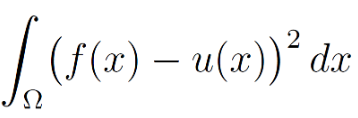 ∫_Ω (f(x) − u(x))² dx